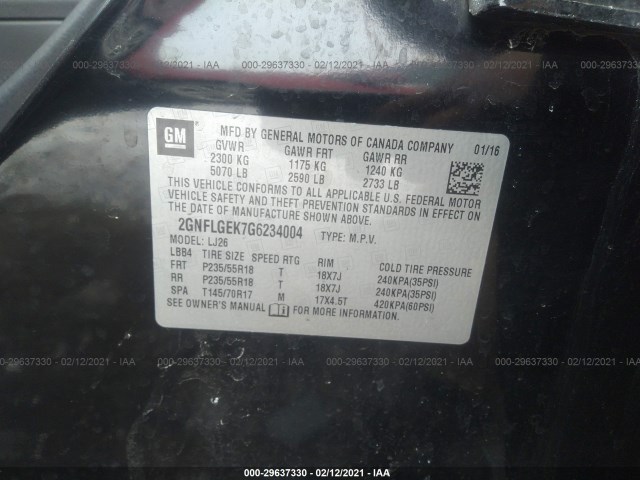 000-29637330 - 02/12/2021 - IAA
000-29637330 - 02/12/2021 - IAA
000-29637330 - 02/12/2021 - IAA
GM
MFD BY GENERAL MOTORS OF CANADA COMPANY 01/16
GVWR GAWR FRT GAWR RR
2300 KG 1175 KG 1240 KG
5070 LB 2590 LB 2733 LB
THIS VEHICLE CONFORMS TO ALL APPLICABLE U.S. FEDERAL MOTOR
VEHICLE SAFETY AND THEFT PREVENTION STANDARDS IN EFFECT ON
THE DATE OF MANUFACTURE SHOWN ABOVE.
2GNFLGEK7G6234004 TYPE: M.P.V.
MODEL: LJ26
LBB4 TIRE SIZE SPEED RTG RIM COLD TIRE PRESSURE
FRT P235/55R18 T 18X7J 240KPA(35PSI)
RR P235/55R18 T 18X7J 240KPA(35PSI)
SPA T145/70R17 M 17X4.5T 420KPA(60PSI)
SEE OWNER'S MANUAL FOR MORE INFORMATION
000-29637330 - 02/12/2021 - IAA
000-29637330 - 02/12/2021 - IAA
000-29637330 - 02/12/2021 - IAA
000-29637330 - 02/12/2021 - IAA